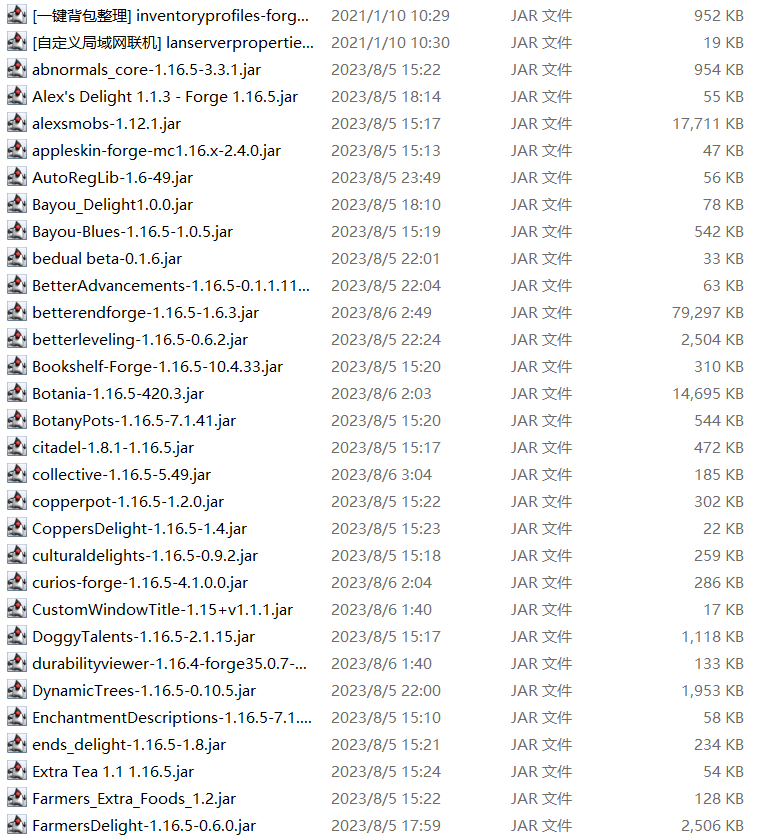 [一键背包整理] inventoryprofiles-forg... 2021/1/10 10:29 JAR 文件 952 KB
[自定义局域网联机] lanserverpropertie... 2021/1/10 10:30 JAR 文件 19 KB
abnormals_core-1.16.5-3.3.1.jar 2023/8/5 15:22 JAR 文件 954 KB
Alex's Delight 1.1.3 - Forge 1.16.5.jar 2023/8/5 18:14 JAR 文件 55 KB
alexsmobs-1.12.1.jar 2023/8/5 15:17 JAR 文件 17,711 KB
appleskin-forge-mc1.16.x-2.4.0.jar 2023/8/5 15:13 JAR 文件 47 KB
AutoRegLib-1.6-49.jar 2023/8/5 23:49 JAR 文件 56 KB
Bayou_Delight1.0.0.jar 2023/8/5 18:10 JAR 文件 78 KB
Bayou-Blues-1.16.5-1.0.5.jar 2023/8/5 15:19 JAR 文件 542 KB
bedual beta-0.1.6.jar 2023/8/5 22:01 JAR 文件 33 KB
BetterAdvancements-1.16.5-0.1.1.11... 2023/8/5 22:04 JAR 文件 63 KB
betterendforge-1.16.5-1.6.3.jar 2023/8/6 2:49 JAR 文件 79,297 KB
betterleveling-1.16.5-0.6.2.jar 2023/8/5 22:24 JAR 文件 2,504 KB
Bookshelf-Forge-1.16.5-10.4.33.jar 2023/8/5 15:20 JAR 文件 310 KB
Botania-1.16.5-420.3.jar 2023/8/6 2:03 JAR 文件 14,695 KB
BotanyPots-1.16.5-7.1.41.jar 2023/8/5 15:20 JAR 文件 544 KB
citadel-1.8.1-1.16.5.jar 2023/8/5 15:17 JAR 文件 472 KB
collective-1.16.5-5.49.jar 2023/8/6 3:04 JAR 文件 185 KB
copperpot-1.16.5-1.2.0.jar 2023/8/5 15:22 JAR 文件 302 KB
CoppersDelight-1.16.5-1.4.jar 2023/8/5 15:23 JAR 文件 22 KB
culturaldelights-1.16.5-0.9.2.jar 2023/8/5 15:18 JAR 文件 259 KB
curios-forge-1.16.5-4.1.0.0.jar 2023/8/6 2:04 JAR 文件 286 KB
CustomWindowTitle-1.15+v1.1.1.jar 2023/8/6 1:40 JAR 文件 17 KB
DoggyTalents-1.16.5-2.1.15.jar 2023/8/5 15:17 JAR 文件 1,118 KB
durabilityviewer-1.16.4-forge35.0.7-... 2023/8/6 1:40 JAR 文件 133 KB
DynamicTrees-1.16.5-0.10.5.jar 2023/8/5 22:00 JAR 文件 1,953 KB
EnchantmentDescriptions-1.16.5-7.1.... 2023/8/5 15:10 JAR 文件 58 KB
ends_delight-1.16.5-1.8.jar 2023/8/5 15:21 JAR 文件 234 KB
Extra Tea 1.1 1.16.5.jar 2023/8/5 15:24 JAR 文件 54 KB
Farmers_Extra_Foods_1.2.jar 2023/8/5 15:22 JAR 文件 128 KB
FarmersDelight-1.16.5-0.6.0.jar 2023/8/5 17:59 JAR 文件 2,506 KB